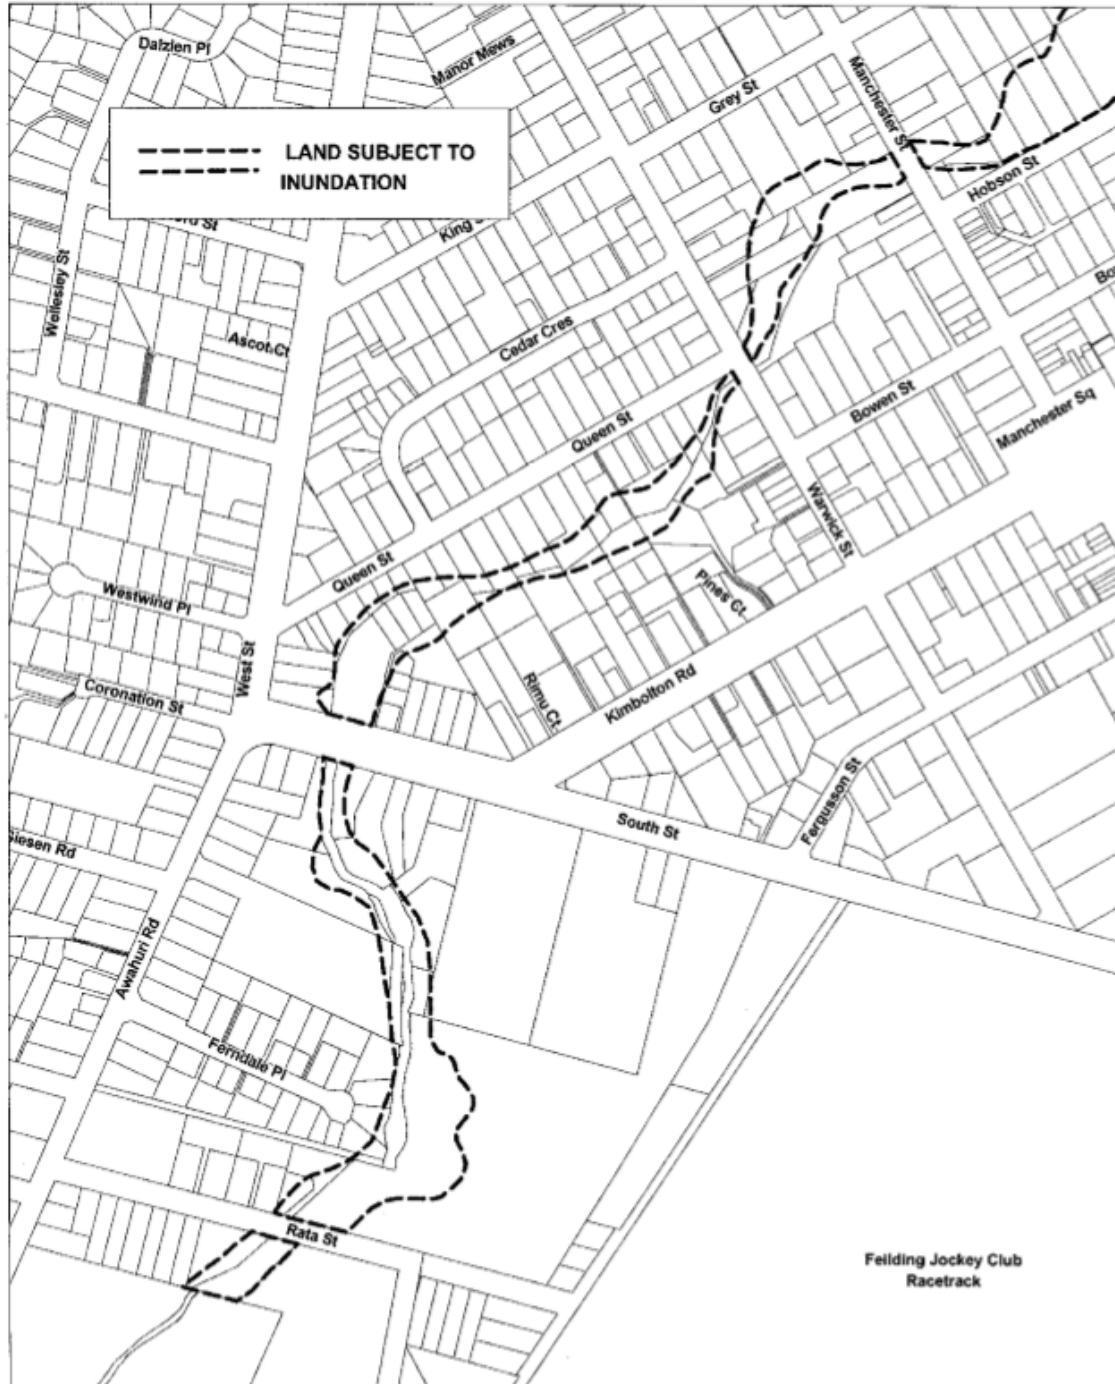 Dalzien Pl
Manor Mews
Manchester St
Grey St
LAND SUBJECT TO
INUNDATION
Hobson St
St
King
Wellesley St
Ascot Ct
Cedar Cres
Bowen St
Manchester Sq
Queen St
Warwick St
Queen St
Westwind Pl
Pines Ct
West St
Coronation St
Rimu Ct
Kimbolton Rd
South St
Fergusson St
Rd
Awahuri Rd
Ferndale Pl
Rata St
Feilding Jockey Club
Racetrack